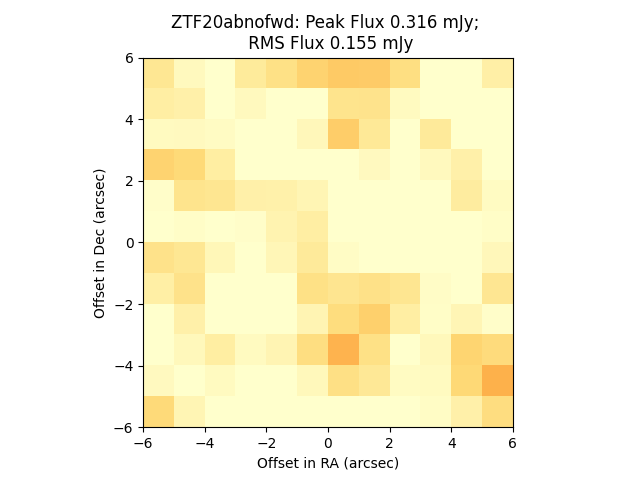 ZTF20abnofwd: Peak Flux 0.316 mJy;
RMS Flux 0.155 mJy
6
4
2
0
−2
−4
−6
Offset in Dec (arcsec)
−6 −4 −2 0 2 4 6
Offset in RA (arcsec)